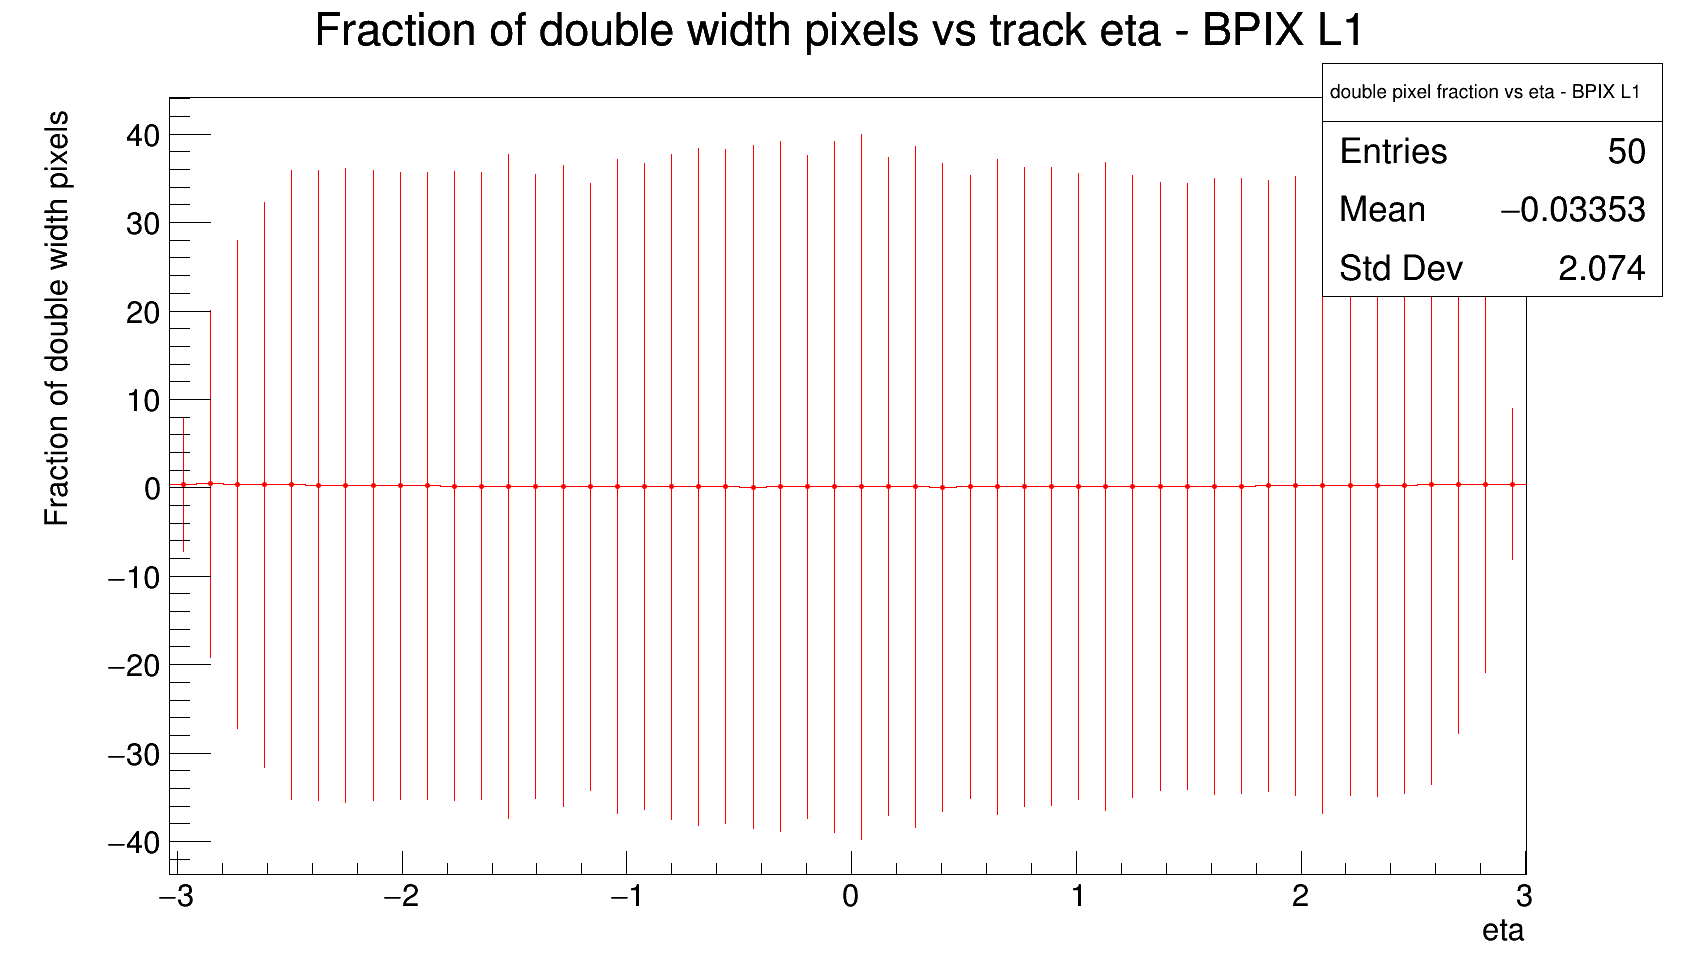 Fraction of double width pixels vs track eta - BPIX L1
double pixel fraction vs eta - BPIX L1
Entries 50
Mean −0.03353
Std Dev 2.074
Fraction of double width pixels
40
30
20
10
0
−10
−20
−30
−40
−3 −2 −1 0 1 2 3
eta